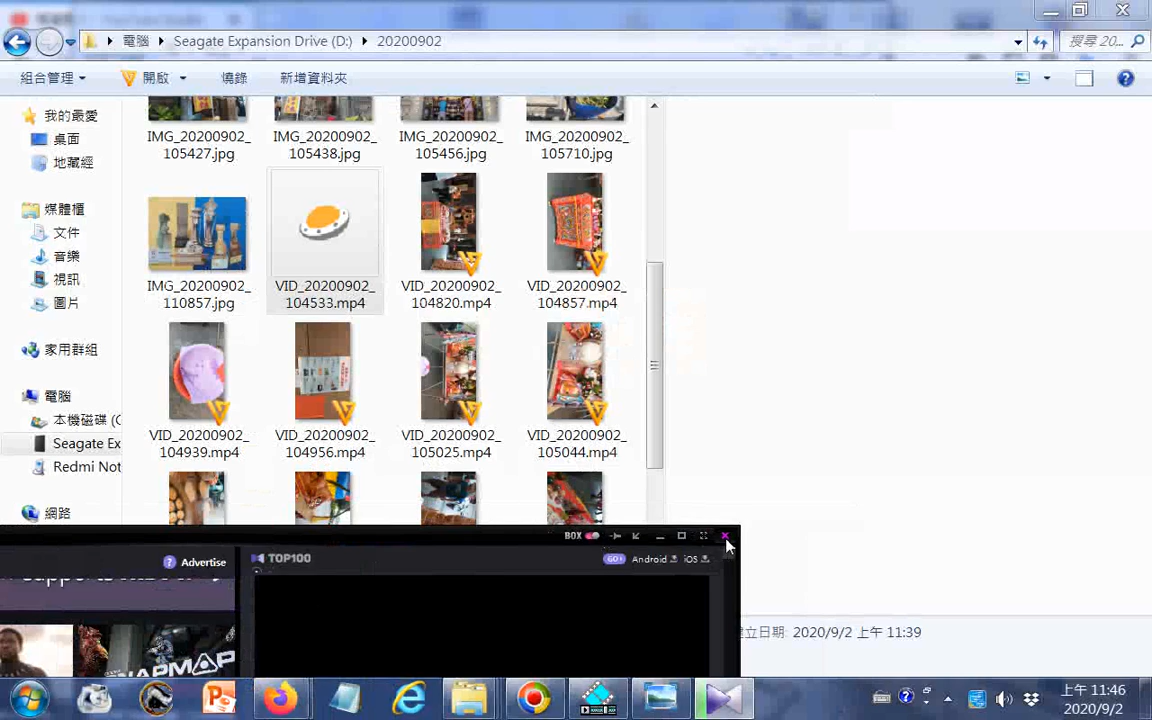 電腦 Seagate Expansion Drive (D:) 20200902
搜尋 20...
組合管理 開啟 燒錄 新增資料夾
我的最愛
桌面
地藏經
媒體櫃
文件
音樂
視訊
圖片
家用群組
電腦
本機磁碟 (C
Seagate Ex
Redmi Not
網路
IMG_20200902_
105427.jpg
IMG_20200902_
105438.jpg
IMG_20200902_
105456.jpg
IMG_20200902_
105710.jpg
IMG_20200902_
110857.jpg
VID_20200902_
104533.mp4
VID_20200902_
104820.mp4
VID_20200902_
104857.mp4
VID_20200902_
104939.mp4
VID_20200902_
104956.mp4
VID_20200902_
105025.mp4
VID_20200902_
105044.mp4
BOX
Advertise
TOP100
GO! Android iOS
立日期: 2020/9/2 上午 11:39
上午 11:46
2020/9/2